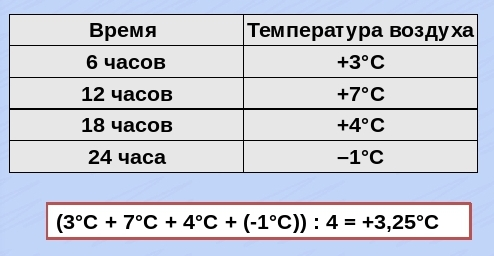 Время Температура воздуха
6 часов +3°C
12 часов +7°C
18 часов +4°C
24 часа –1°C
(3°C + 7°C + 4°C + (-1°C)) : 4 = +3,25°C